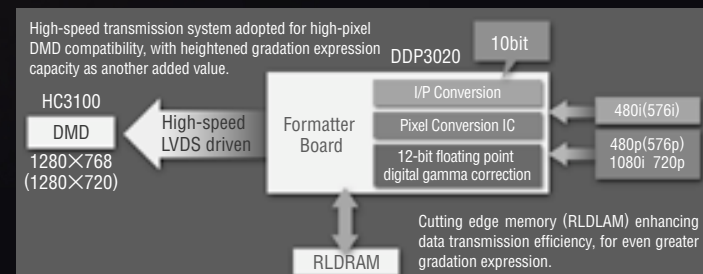 High-speed transmission system adopted for high-pixel
DMD compatibility, with heightened gradation expression
capacity as another added value.
10bit
DDP3020
HC3100
DMD
1280×768
(1280×720)
High-speed
LVDS driven
Formatter
Board
I/P Conversion
Pixel Conversion IC
12-bit floating point
digital gamma correction
480i(576i)
480p(576p)
1080i 720p
RLDRAM
Cutting edge memory (RLDLAM) enhancing
data transmission efficiency, for even greater
gradation expression.